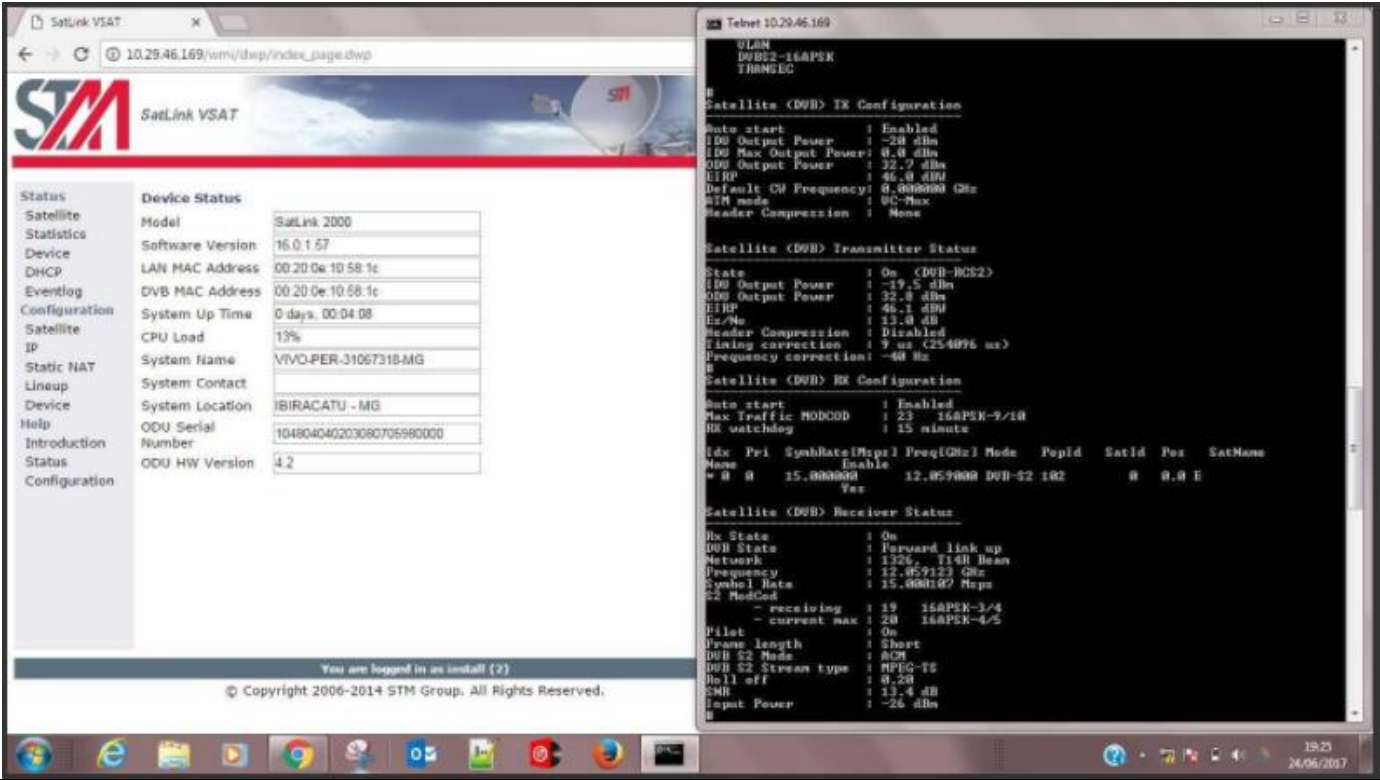 SatLink VSAT
10.29.46.169/wmi/dwp/index_page.dwp
STM
SatLink VSAT
STM
Status
Satellite
Statistics
Device
DHCP
Eventlog
Configuration
Satellite
IP
Static NAT
Lineup
Device
Help
Introduction
Status
Configuration
Device Status
Model SatLink 2000
Software Version 16.0.1.57
LAN MAC Address 00:20:0e:10:58:1c
DVB MAC Address 00:20:0e:10:58:1c
System Up Time 0 days, 00:04:08
CPU Load 13%
System Name VIVO-PER-31067318-MG
System Contact
System Location IBIRACATU - MG
ODU Serial Number 104804040203080705980000
ODU HW Version 4.2
You are logged in as install (2)
© Copyright 2006-2014 STM Group. All Rights Reserved.
Telnet 10.29.46.169
VLAN
DVBS2-16APSK
TRANSEC
#
Satellite (DVB) TX Configuration
Auto start : Enabled
IDU Output Power : -20 dBm
IDU Max Output Power: 0.0 dBm
ODU Output Power : 32.7 dBm
EIRP : 46.0 dBW
Default CW Frequency: 0.000000 GHz
ATM mode : VC-Mux
Header Compression : None
Satellite (DVB) Transmitter Status
State : On (DVB-RCS2)
IDU Output Power : -19.5 dBm
ODU Output Power : 32.8 dBm
EIRP : 46.1 dBW
Es/No : 13.0 dB
Header Compression : Disabled
Timing correction : 9 us (254096 us)
Frequency correction: -40 Hz
#
Satellite (DVB) RX Configuration
Auto start : Enabled
Max Traffic MODCOD : 23 16APSK-9/10
RX watchdog : 15 minute
Idx Pri SymbRate[Msps] Freq[GHz] Mode PopId SatId Pos SatName
Name Enable
* 0 0 15.000000 12.059000 DVB-S2 102 0 0.0 E
Yes
Satellite (DVB) Receiver Status
Rx State : On
DVB State : Forward link up
Network : 1326, T14R Beam
Frequency : 12.059123 GHz
Symbol Rate : 15.000107 Msps
S2 ModCod
- receiving : 19 16APSK-3/4
- current max : 20 16APSK-4/5
Pilot : On
Frame length : Short
DVB S2 Mode : ACM
DVB S2 Stream type : MPEG-TS
Roll off : 0.20
SNR : 13.4 dB
Input Power : -26 dBm
#
19:25
24/06/2017